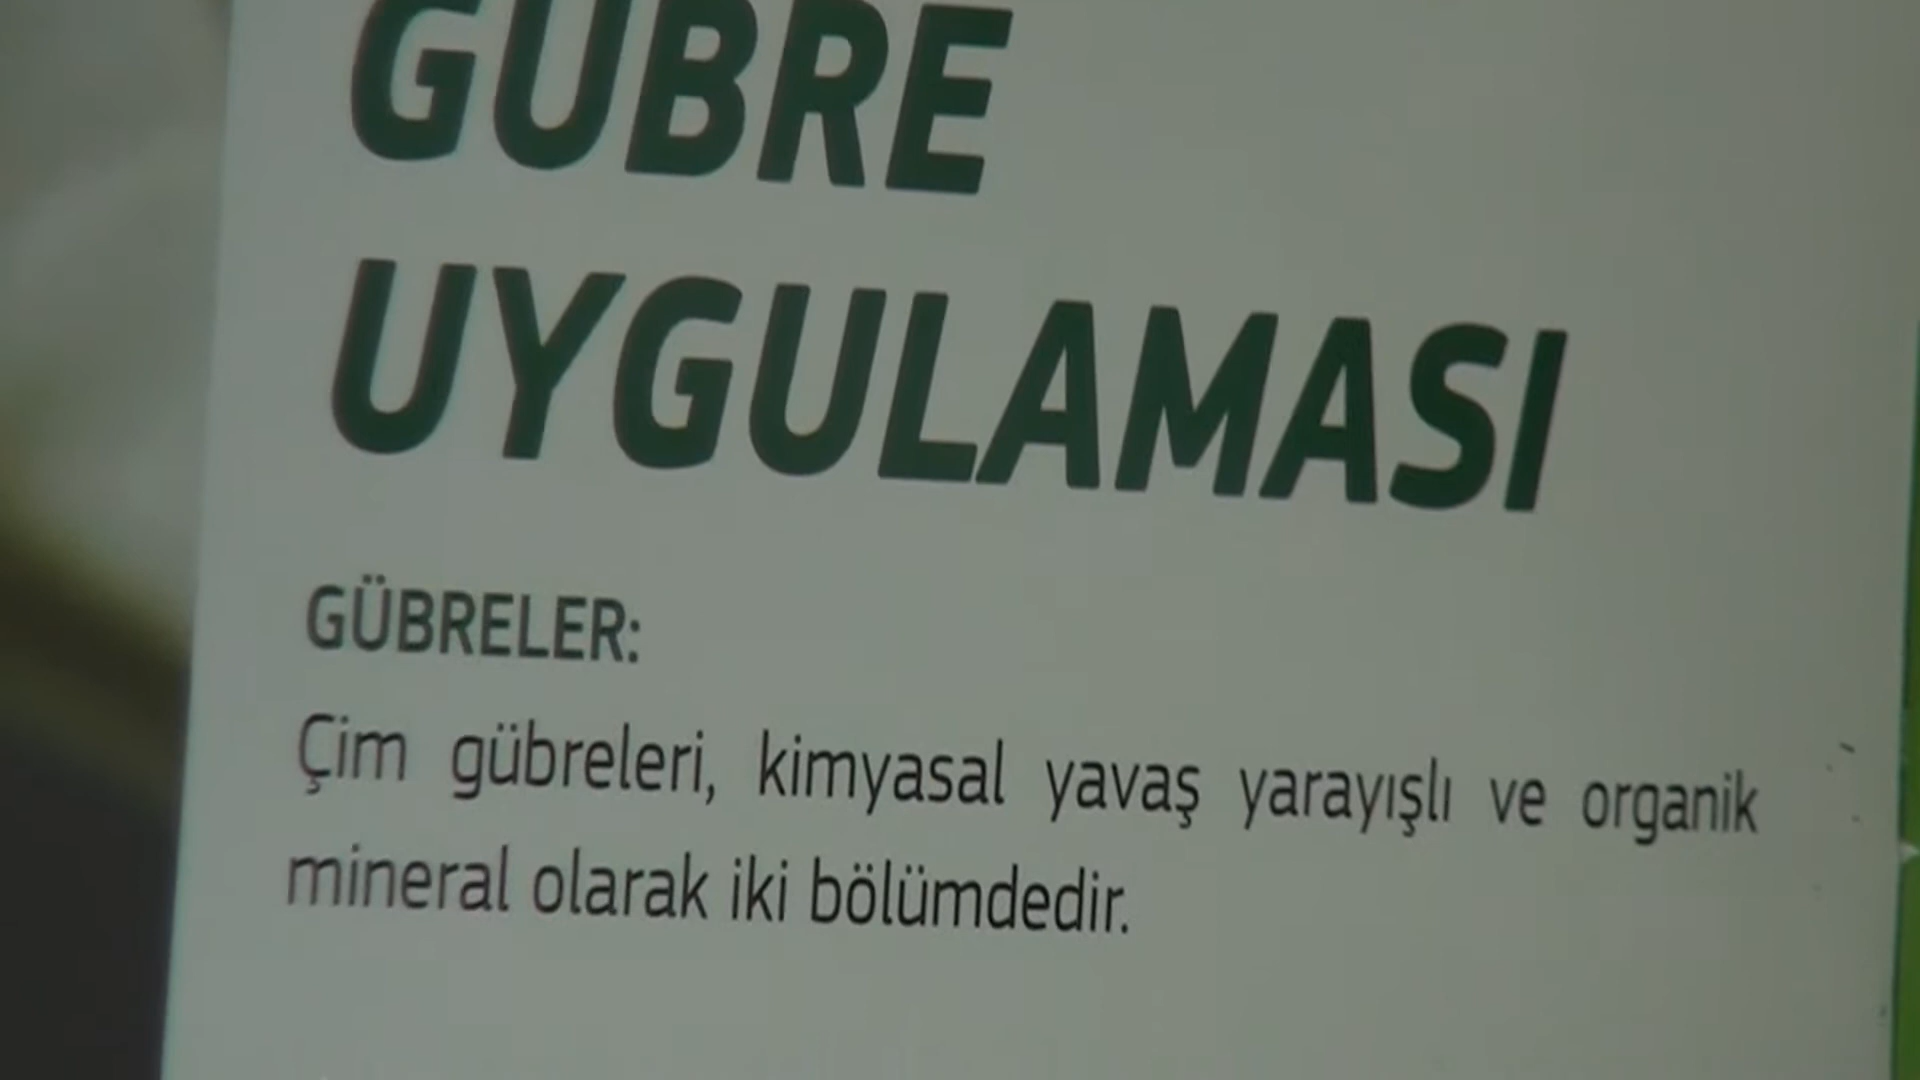 GÜBRE
UYGULAMASI
GÜBRELER:
Çim gübreleri, kimyasal yavaş yarayışlı ve organik
mineral olarak iki bölümdedir.